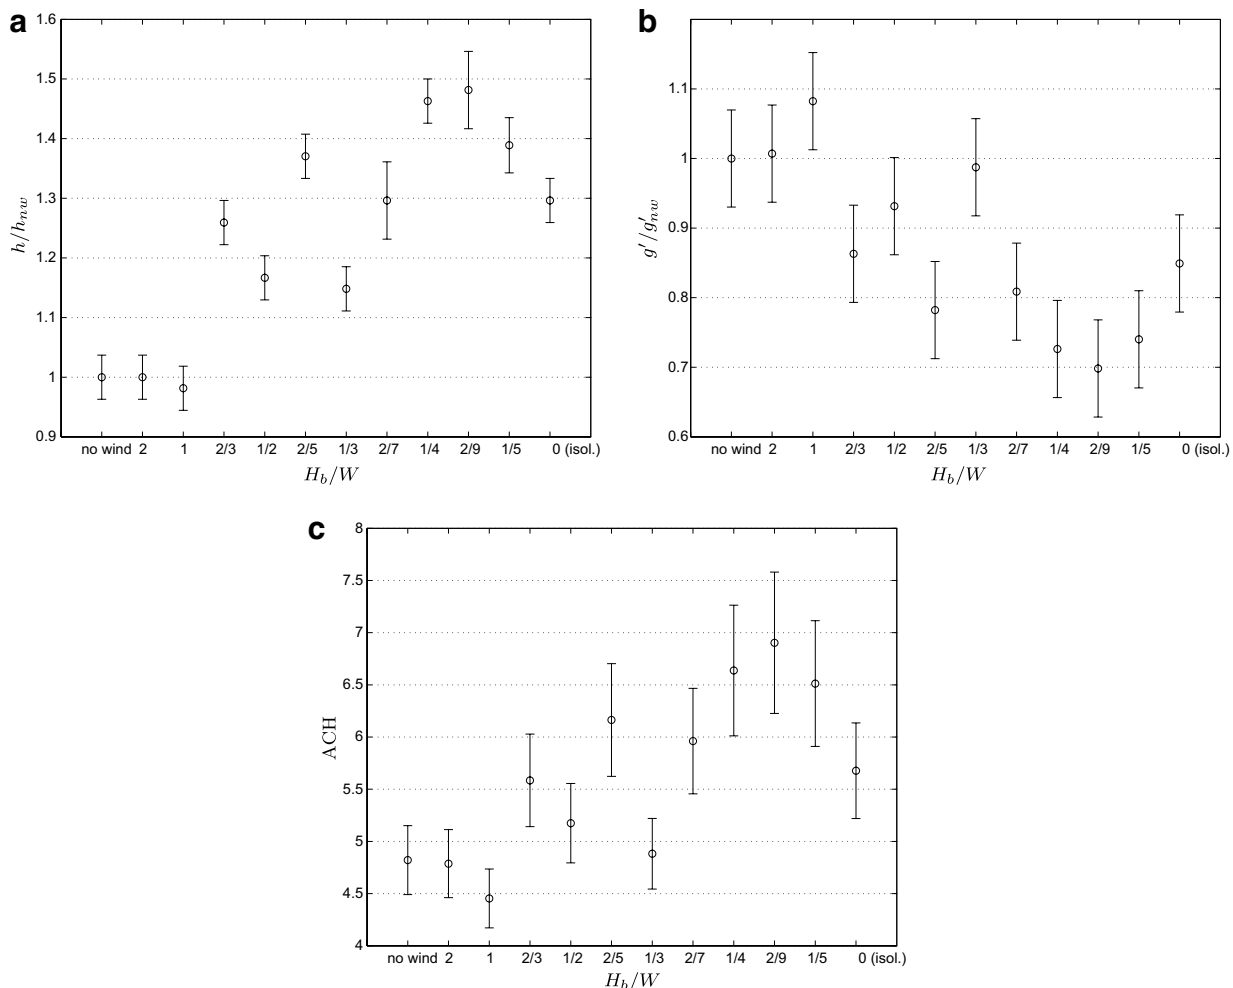 a
1.6
1.5
1.4
1.3
1.2
1.1
1
0.9
h/h_{nw}
no wind 2 1 2/3 1/2 2/5 1/3 2/7 1/4 2/9 1/5 0 (isol.)
H_b/W
b
1.1
1
0.9
0.8
0.7
0.6
g′/g′_{nw}
no wind 2 1 2/3 1/2 2/5 1/3 2/7 1/4 2/9 1/5 0 (isol.)
H_b/W
c
8
7.5
7
6.5
6
5.5
5
4.5
4
ACH
no wind 2 1 2/3 1/2 2/5 1/3 2/7 1/4 2/9 1/5 0 (isol.)
H_b/W